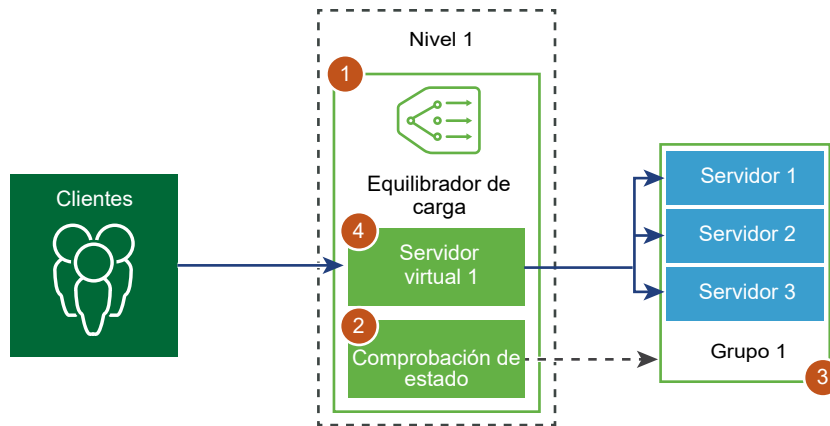 Nivel 1
1
Equilibrador de
carga
Clientes
4
Servidor
virtual 1
2
Comprobación de
estado
Servidor 1
Servidor 2
Servidor 3
Grupo 1
3